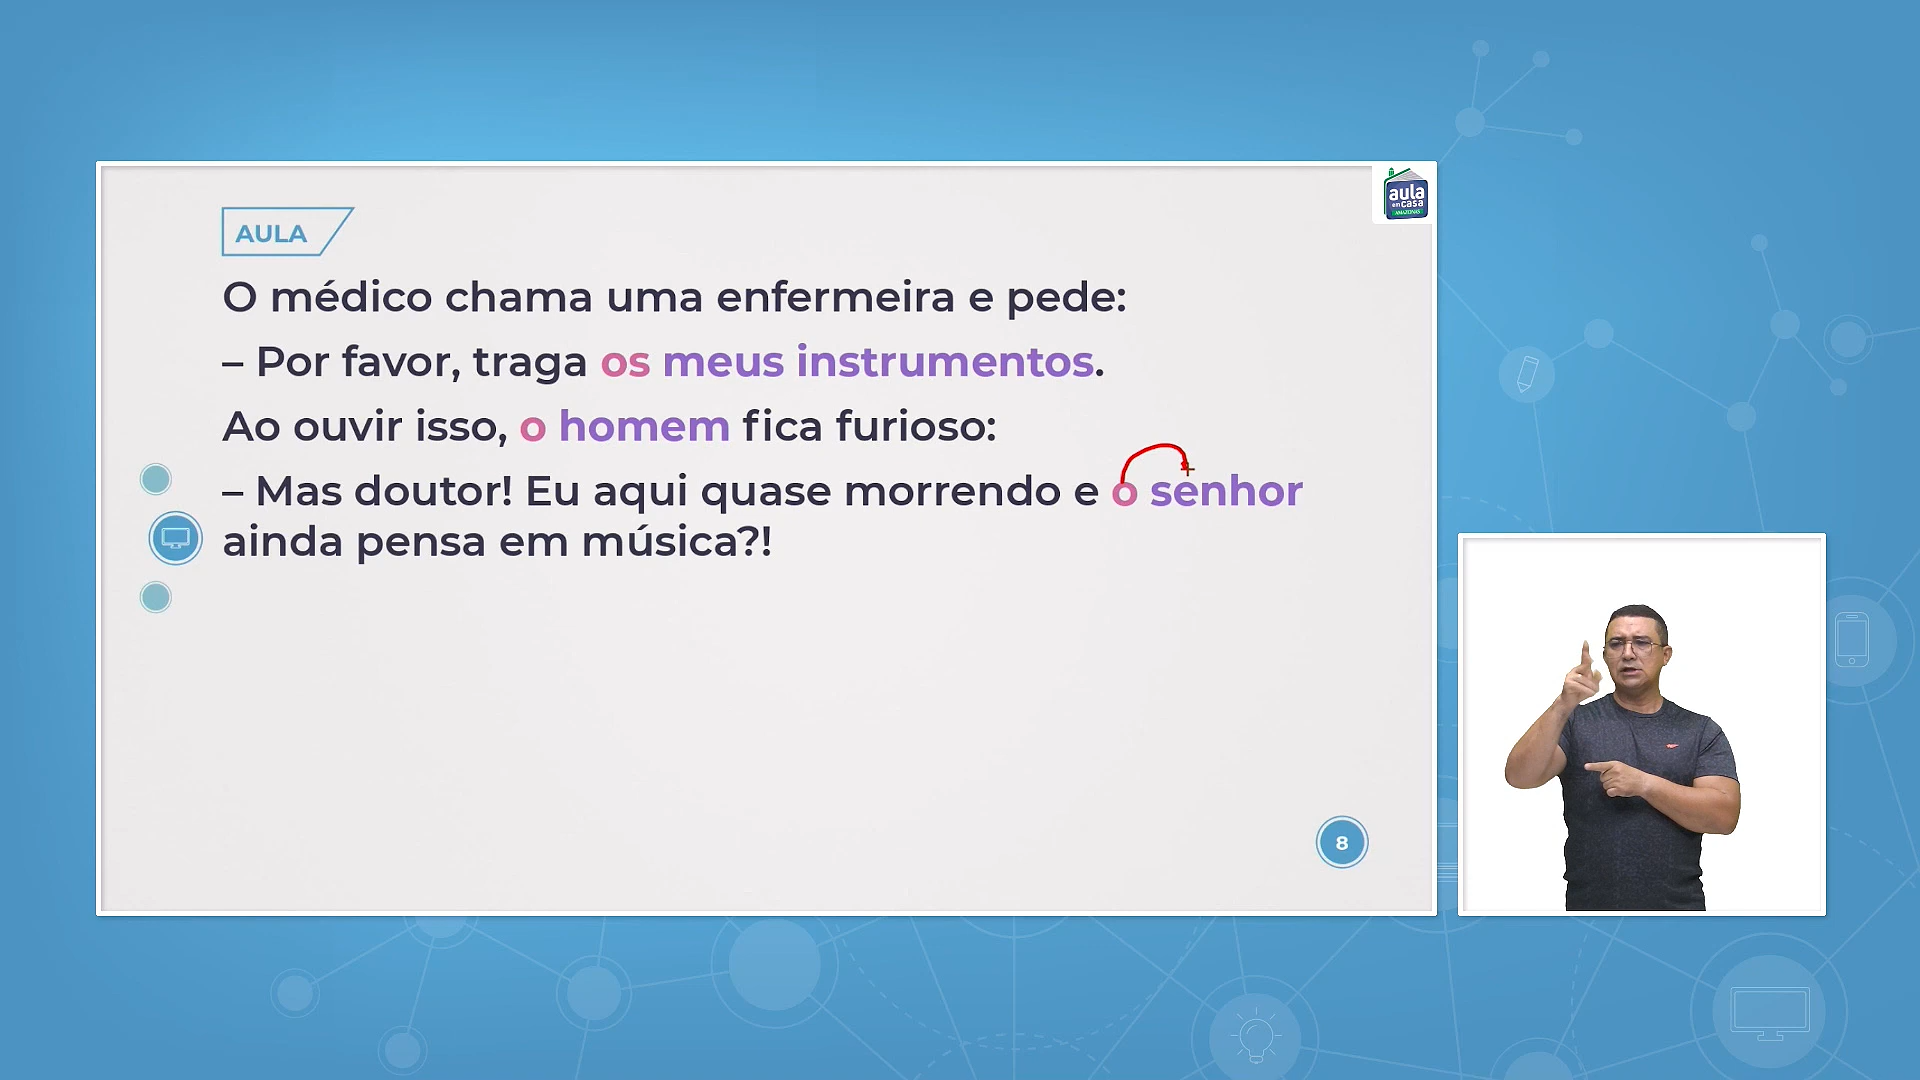 aula
em casa
AMAZONAS
AULA
O médico chama uma enfermeira e pede:
– Por favor, traga os meus instrumentos.
Ao ouvir isso, o homem fica furioso:
– Mas doutor! Eu aqui quase morrendo e o senhor
ainda pensa em música?!
8